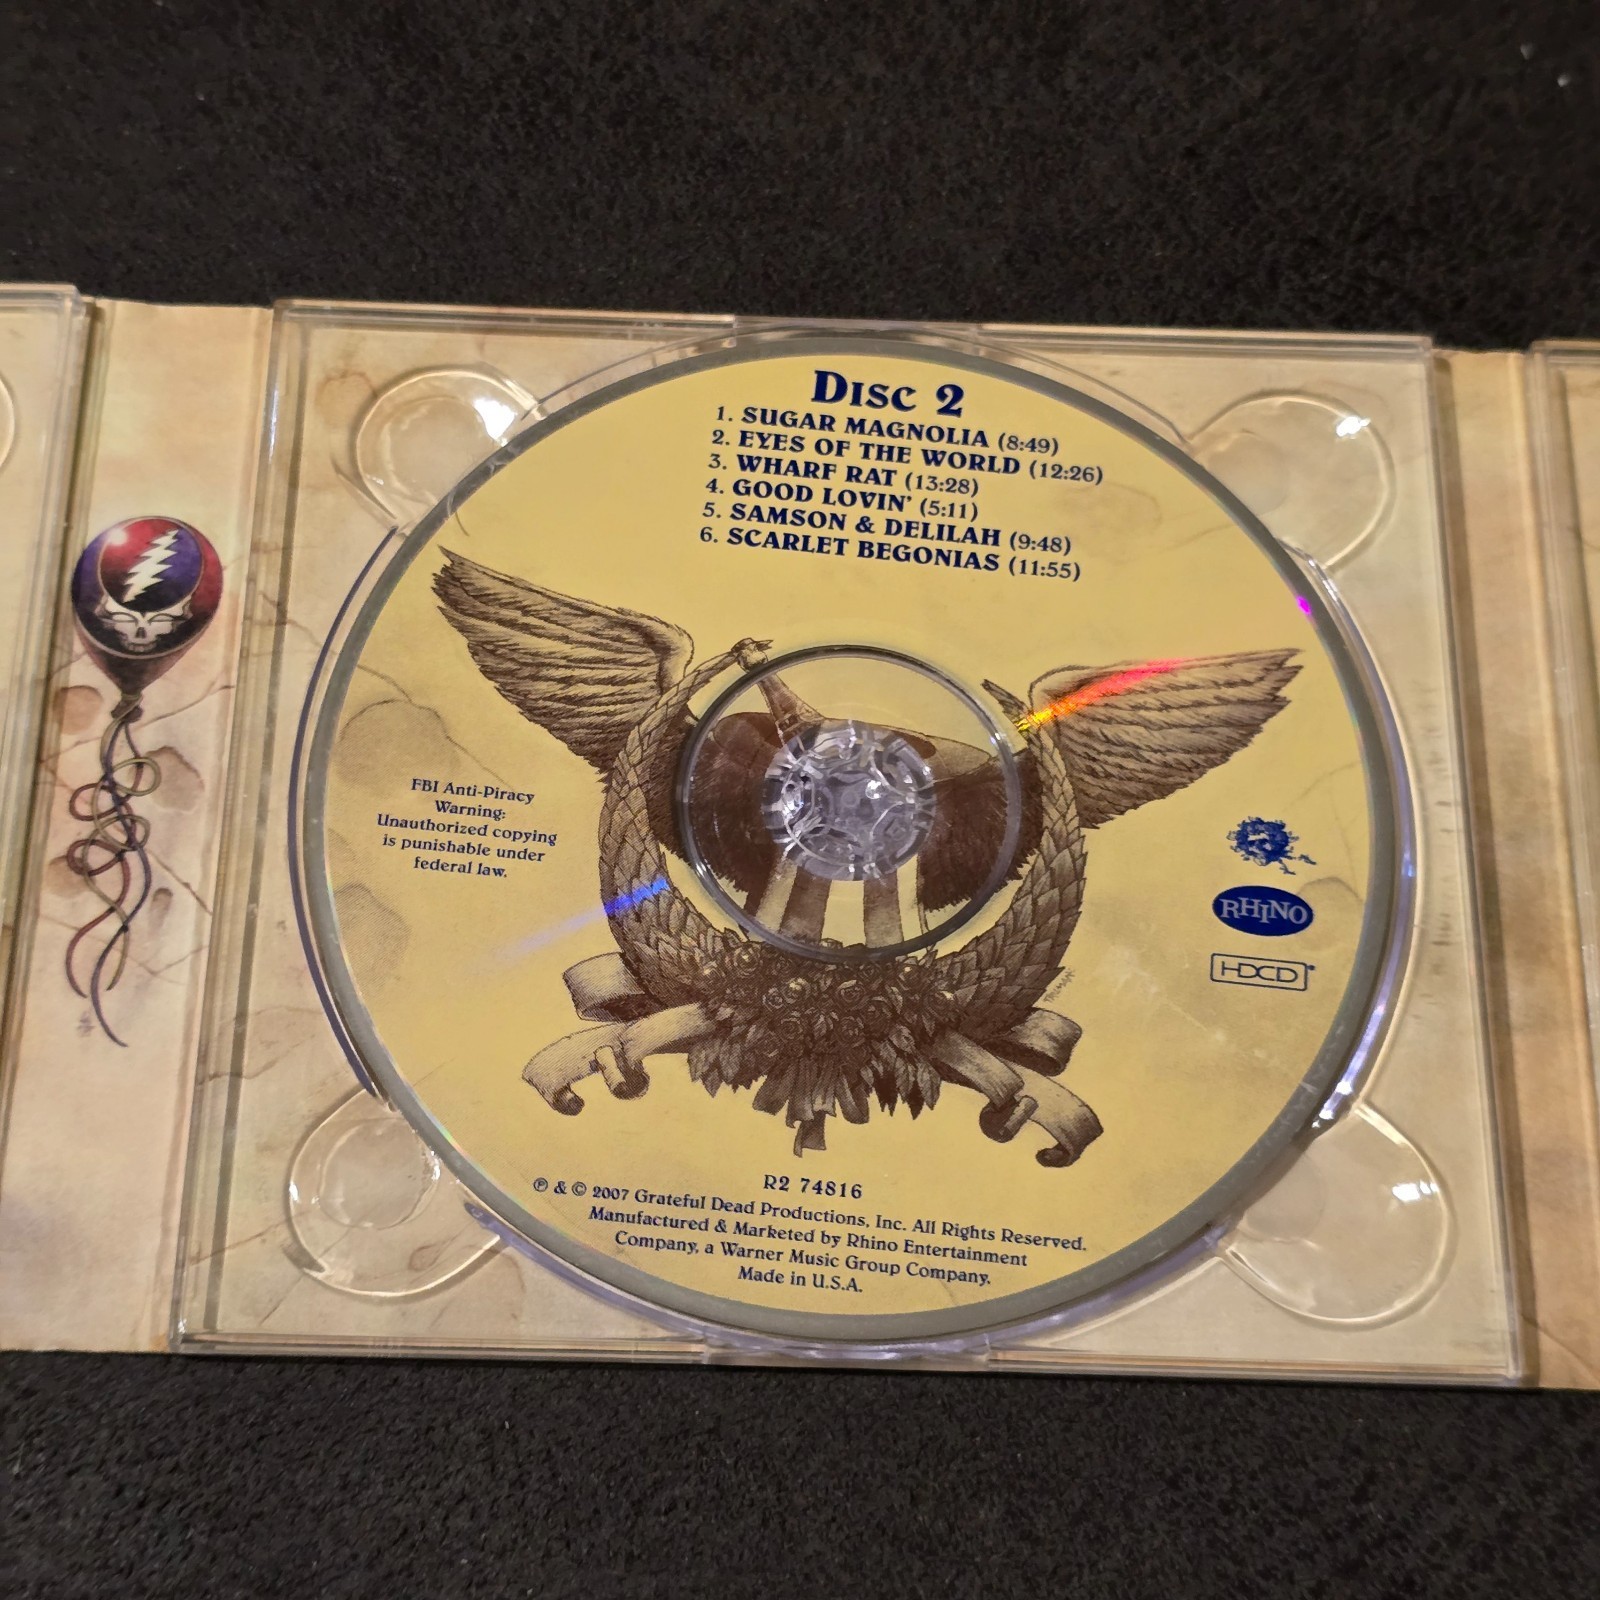 Disc 2
1. SUGAR MAGNOLIA (8:49)
2. EYES OF THE WORLD (12:26)
3. WHARF RAT (13:28)
4. GOOD LOVIN' (5:11)
5. SAMSON & DELILAH (9:48)
6. SCARLET BEGONIAS (11:55)
FBI Anti-Piracy
Warning:
Unauthorized copying
is punishable under
federal law.
RHINO
HDCD
R2 74816
℗ & © 2007 Grateful Dead Productions, Inc. All Rights Reserved.
Manufactured & Marketed by Rhino Entertainment
Company, a Warner Music Group Company.
Made in U.S.A.